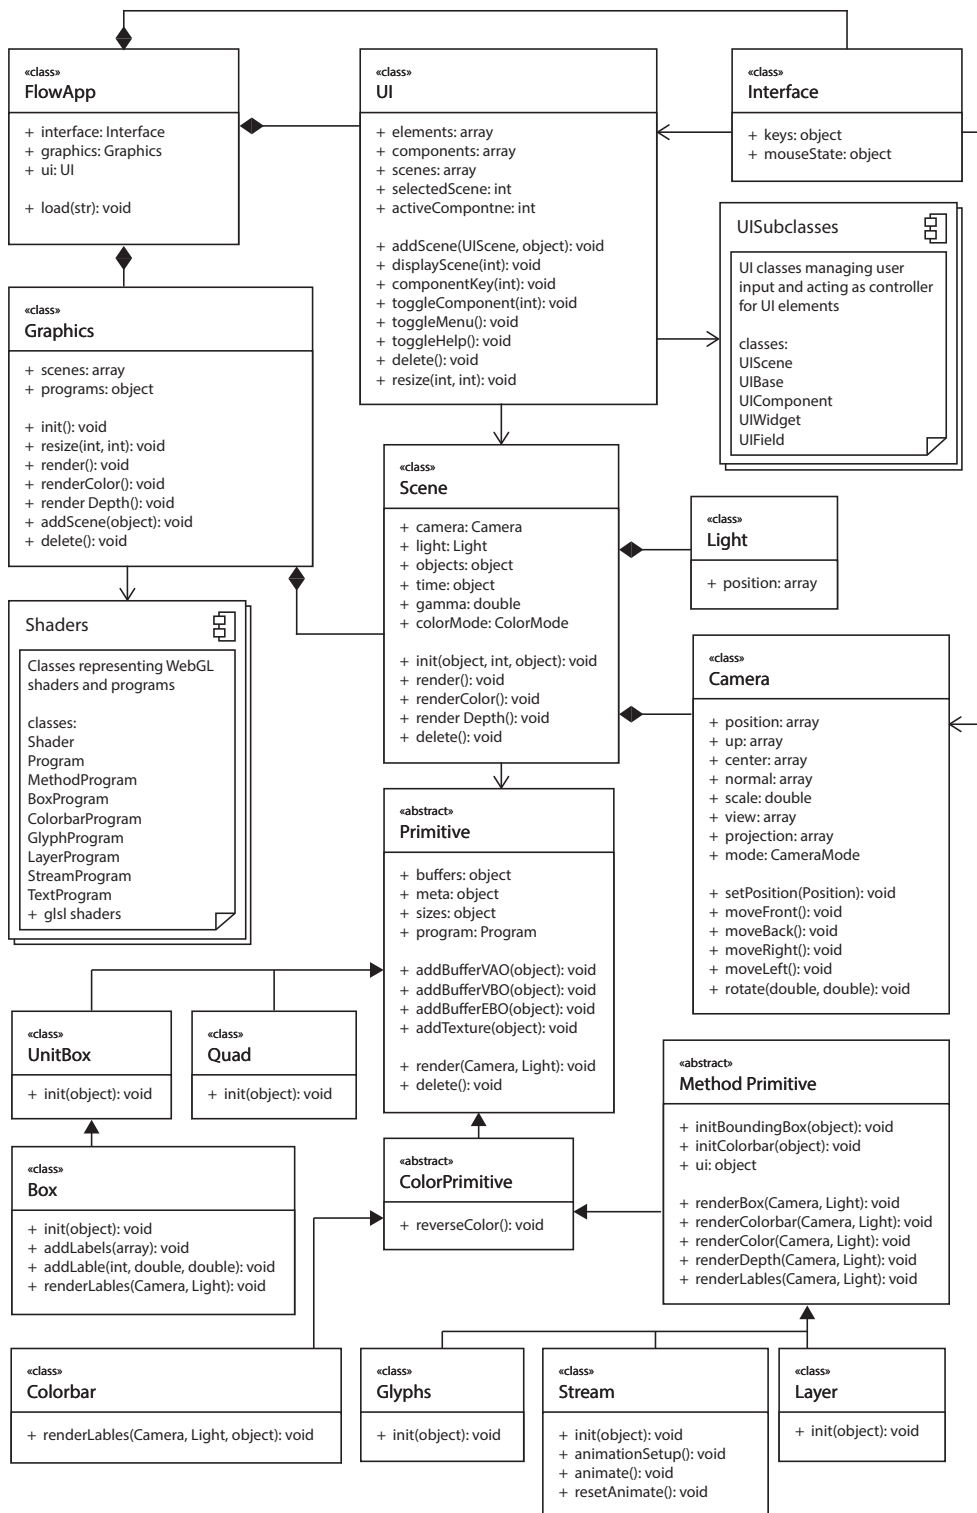 «class»
FlowApp
+ interface: Interface
+ graphics: Graphics
+ ui: UI
+ load(str): void
«class»
UI
+ elements: array
+ components: array
+ scenes: array
+ selectedScene: int
+ activeCompontne: int
+ addScene(UIScene, object): void
+ displayScene(int): void
+ componentKey(int): void
+ toggleComponent(int): void
+ toggleMenu(): void
+ toggleHelp(): void
+ delete(): void
+ resize(int, int): void
«class»
Interface
+ keys: object
+ mouseState: object
UISubclasses
UI classes managing user
input and acting as controller
for UI elements
classes:
UIScene
UIBase
UIComponent
UIWidget
UIField
«class»
Graphics
+ scenes: array
+ programs: object
+ init(): void
+ resize(int, int): void
+ render(): void
+ renderColor(): void
+ render Depth(): void
+ addScene(object): void
+ delete(): void
«class»
Scene
+ camera: Camera
+ light: Light
+ objects: object
+ time: object
+ gamma: double
+ colorMode: ColorMode
+ init(object, int, object): void
+ render(): void
+ renderColor(): void
+ render Depth(): void
+ delete(): void
«class»
Light
+ position: array
Shaders
Classes representing WebGL
shaders and programs
classes:
Shader
Program
MethodProgram
BoxProgram
ColorbarProgram
GlyphProgram
LayerProgram
StreamProgram
TextProgram
+ glsl shaders
«class»
Camera
+ position: array
+ up: array
+ center: array
+ normal: array
+ scale: double
+ view: array
+ projection: array
+ mode: CameraMode
+ setPosition(Position): void
+ moveFront(): void
+ moveBack(): void
+ moveRight(): void
+ moveLeft(): void
+ rotate(double, double): void
«abstract»
Primitive
+ buffers: object
+ meta: object
+ sizes: object
+ program: Program
+ addBufferVAO(object): void
+ addBufferVBO(object): void
+ addBufferEBO(object): void
+ addTexture(object): void
+ render(Camera, Light): void
+ delete(): void
«class»
UnitBox
+ init(object): void
«class»
Quad
+ init(object): void
«abstract»
Method Primitive
+ initBoundingBox(object): void
+ initColorbar(object): void
+ ui: object
+ renderBox(Camera, Light): void
+ renderColorbar(Camera, Light): void
+ renderColor(Camera, Light): void
+ renderDepth(Camera, Light): void
+ renderLables(Camera, Light): void
«class»
Box
+ init(object): void
+ addLabels(array): void
+ addLable(int, double, double): void
+ renderLables(Camera, Light): void
«abstract»
ColorPrimitive
+ reverseColor(): void
«class»
Colorbar
+ renderLables(Camera, Light, object): void
«class»
Glyphs
+ init(object): void
«class»
Stream
+ init(object): void
+ animationSetup(): void
+ animate(): void
+ resetAnimate(): void
«class»
Layer
+ init(object): void